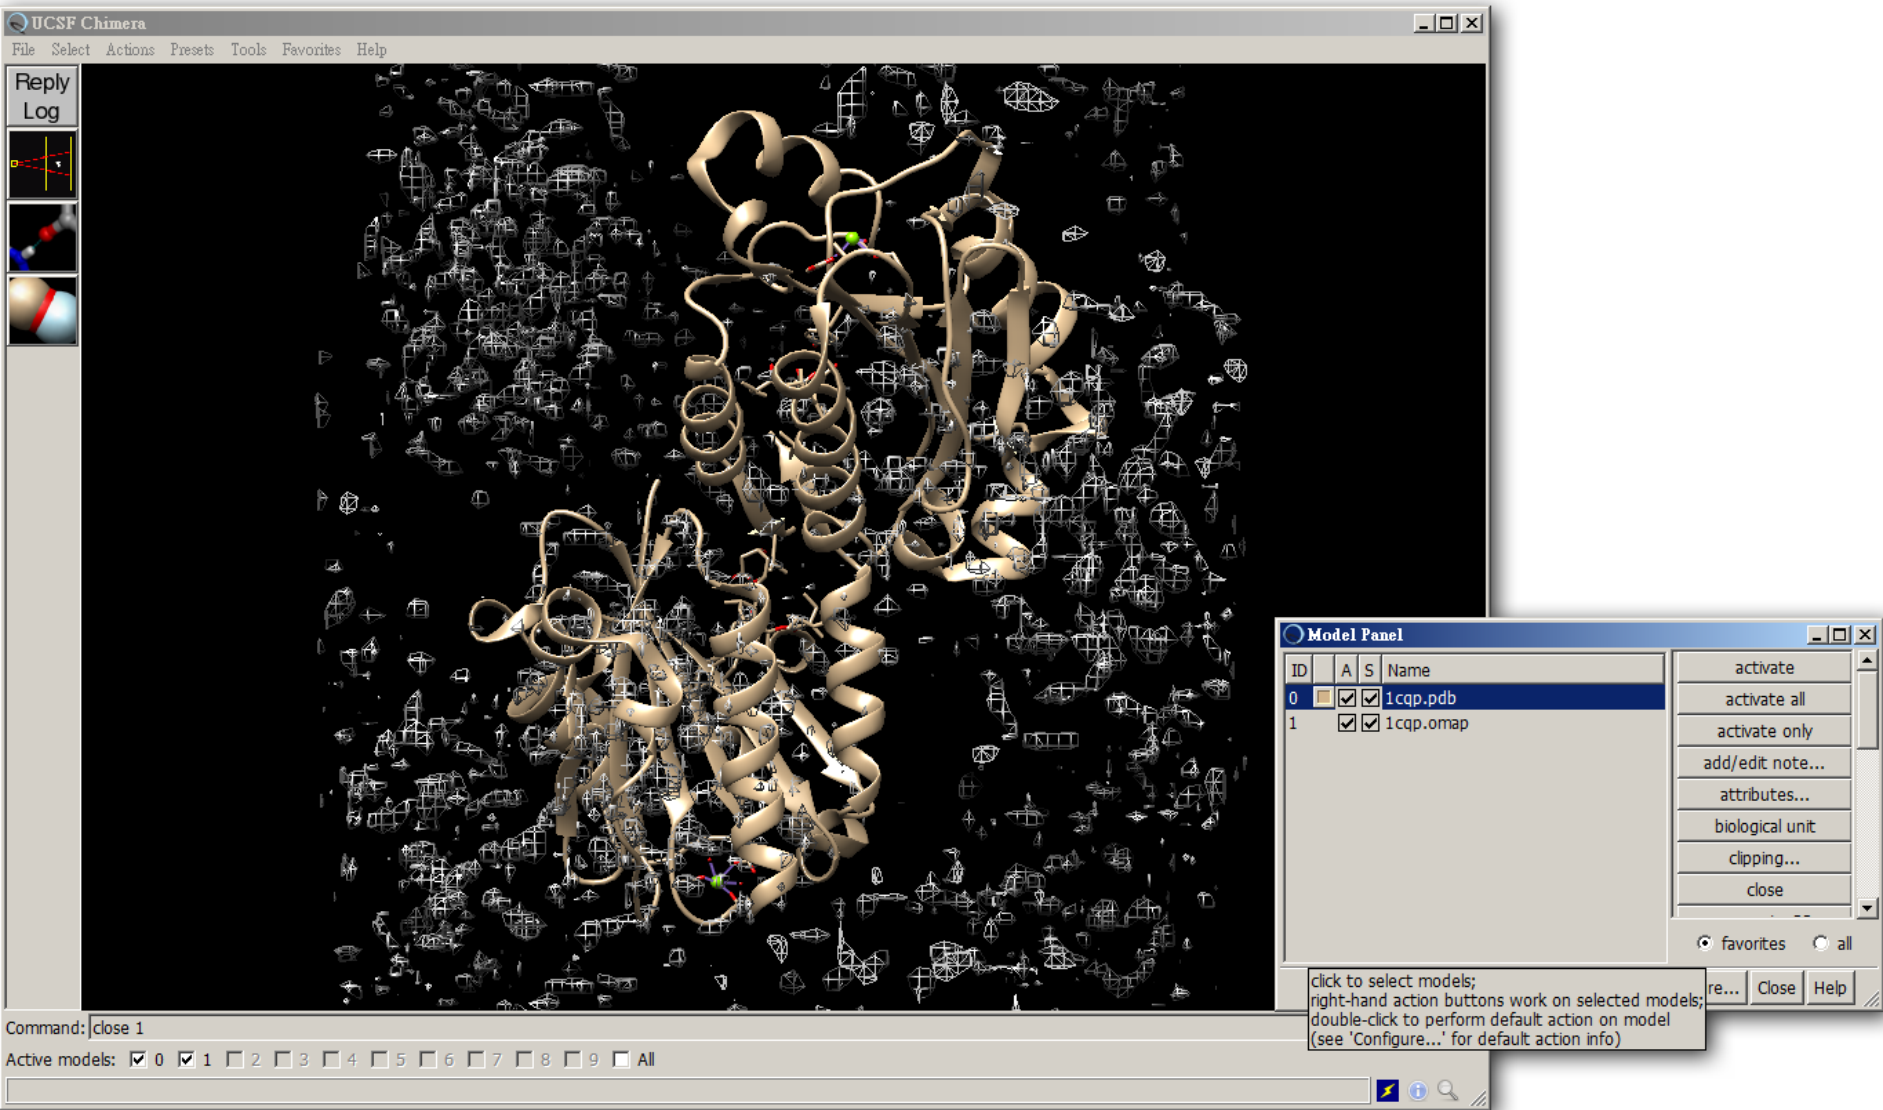 UCSF Chimera
File Select Actions Presets Tools Favorites Help
Reply
Log
Model Panel
ID A S Name
0 1cqp.pdb
1 1cqp.omap
activate
activate all
activate only
add/edit note...
attributes...
biological unit
clipping...
close
favorites all
re... Close Help
click to select models;
right-hand action buttons work on selected models;
double-click to perform default action on model
(see 'Configure...' for default action info)
Command: close 1
Active models: 0 1 2 3 4 5 6 7 8 9 All